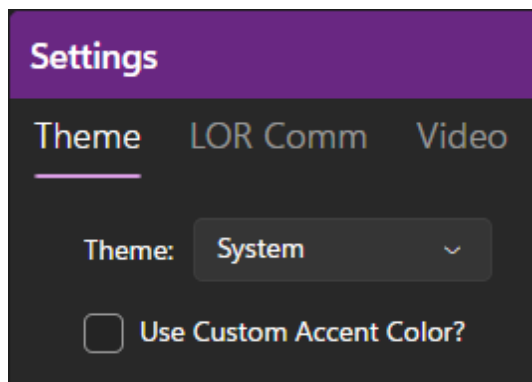 Settings
Theme LOR Comm Video
Theme: System
Use Custom Accent Color?